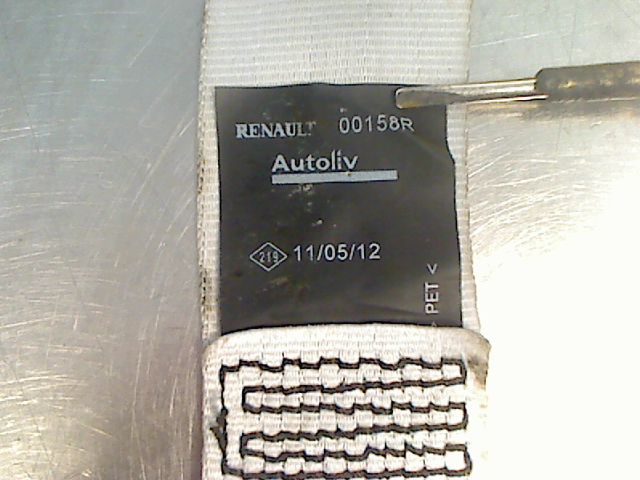 RENAULT 00158R
Autoliv
219 11/05/12
PET <